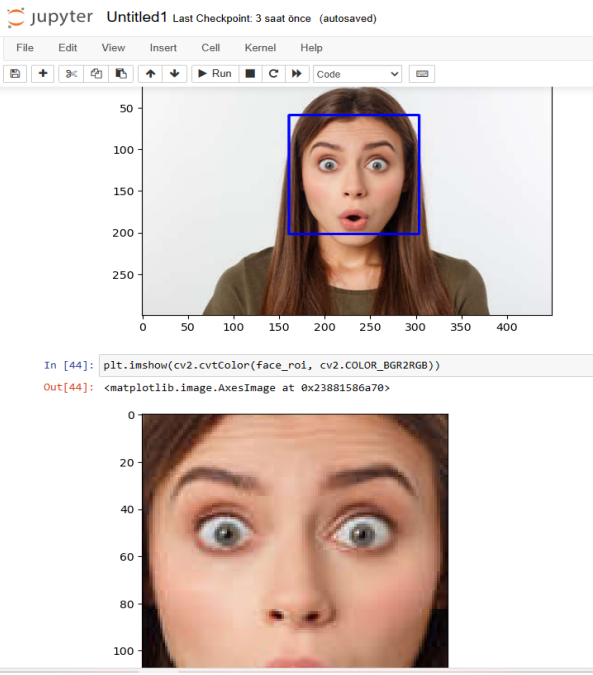 jupyter Untitled1 Last Checkpoint: 3 saat önce (autosaved)
File Edit View Insert Cell Kernel Help
Run Code
50
100
150
200
250
0 50 100 150 200 250 300 350 400
In [44]: plt.imshow(cv2.cvtColor(face_roi, cv2.COLOR_BGR2RGB))
Out[44]: <matplotlib.image.AxesImage at 0x23881586a70>
0
20
40
60
80
100